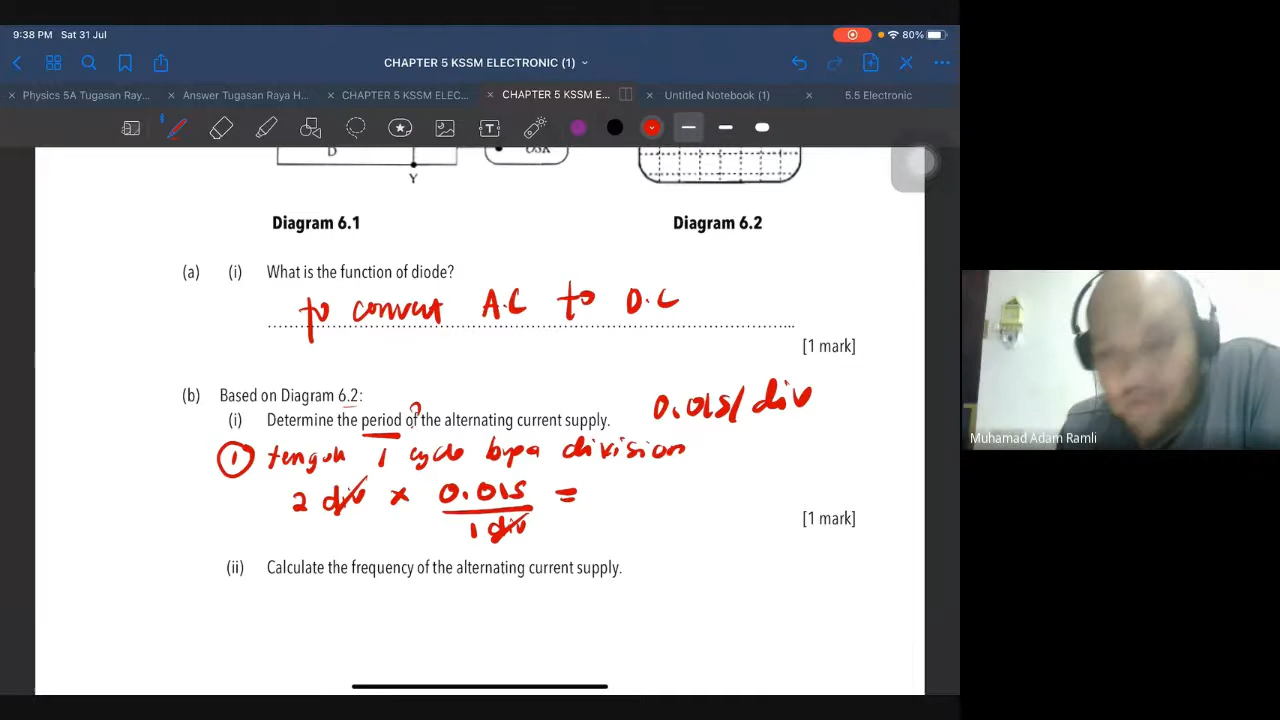 9:38 PM Sat 31 Jul
80%
CHAPTER 5 KSSM ELECTRONIC (1)
Physics 5A Tugasan Ray...
Answer Tugasan Raya H...
CHAPTER 5 KSSM ELEC...
CHAPTER 5 KSSM E...
Untitled Notebook (1)
5.5 Electronic
D
Y
Diagram 6.1
Diagram 6.2
(a) (i) What is the function of diode?
to convert A.C to D.C
[1 mark]
(b) Based on Diagram 6.2:
0.01s/div
(i) Determine the period of the alternating current supply.
1 tengok 1 cycle bypa division
2 div × 0.01s =
1 div
[1 mark]
(ii) Calculate the frequency of the alternating current supply.
Muhamad Adam Ramli